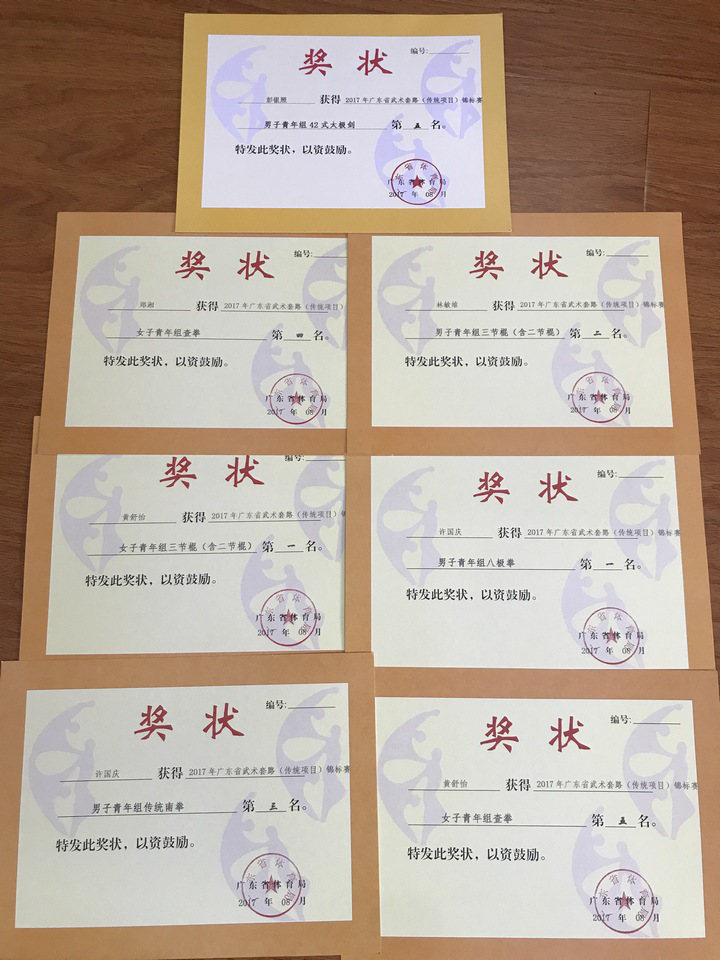 奖 状
编号:
获得 2017年广东省武术套路（传统项目）锦标赛
男子青年组42式太极剑 第 五 名。
特发此奖状，以资鼓励。
广东省体育局
2017 年 08 月
奖 状
编号:
获得 2017年广东省武术套路（传统项目）
女子青年组查拳 第 四 名。
特发此奖状，以资鼓励。
广东省体育局
2017 年 08 月
奖 状
编号:
林敏维 获得 2017年广东省武术套路（传统项目）锦标赛
男子青年组三节棍（含二节棍） 第 二 名。
特发此奖状，以资鼓励。
广东省体育局
2017 年 08 月
奖 状
编号:
黄舒怡 获得 2017年广东省武术套路（传统项目）锦
女子青年组三节棍（含二节棍） 第 一 名。
特发此奖状，以资鼓励。
广东省体育局
2017 年 08 月
奖 状
编号:
许国庆 获得 2017年广东省武术套路（传统项目）锦标赛
男子青年组八极拳 第 一 名。
特发此奖状，以资鼓励。
广东省体育局
2017 年 08 月
奖 状
编号:
许国庆 获得 2017年广东省武术套路（传统项目）锦标赛
男子青年组传统南拳 第 三 名。
特发此奖状，以资鼓励。
广东省体育局
2017 年 08 月
奖 状
编号:
黄舒怡 获得 2017年广东省武术套路（传统项目）锦标赛
女子青年组查拳 第 五 名。
特发此奖状，以资鼓励。
广东省体育局
2017 年 08 月